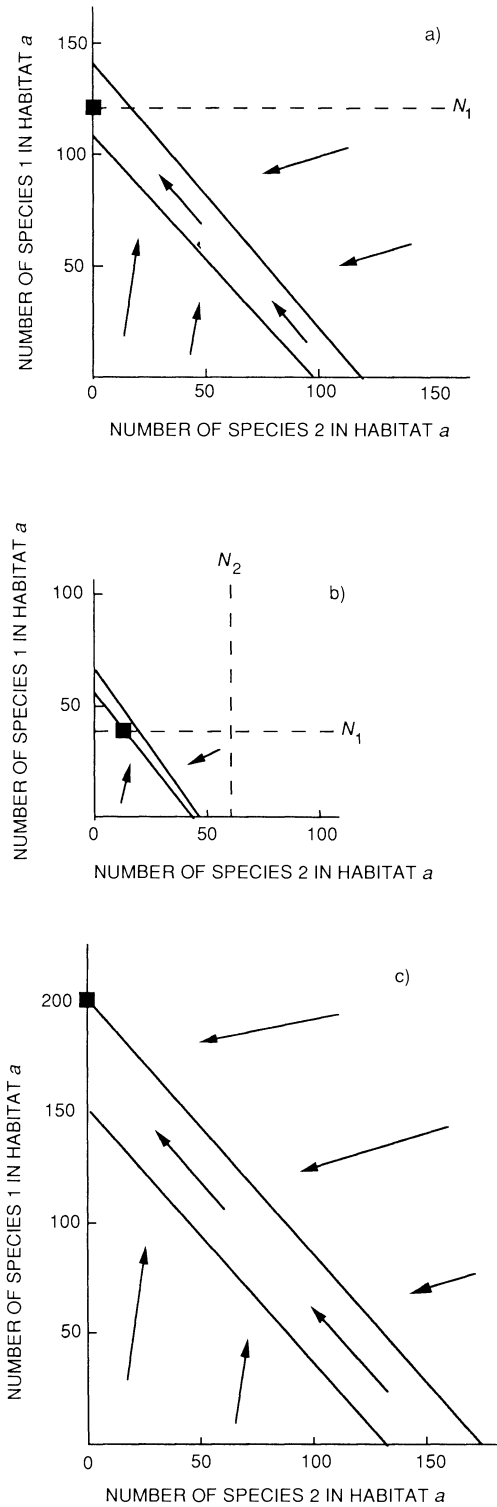 a)
NUMBER OF SPECIES 1 IN HABITAT a
150
100
50
N1
0 50 100 150
NUMBER OF SPECIES 2 IN HABITAT a
b)
NUMBER OF SPECIES 1 IN HABITAT a
N2
100
50
N1
0 50 100
NUMBER OF SPECIES 2 IN HABITAT a
c)
NUMBER OF SPECIES 1 IN HABITAT a
200
150
100
50
0 50 100 150
NUMBER OF SPECIES 2 IN HABITAT a